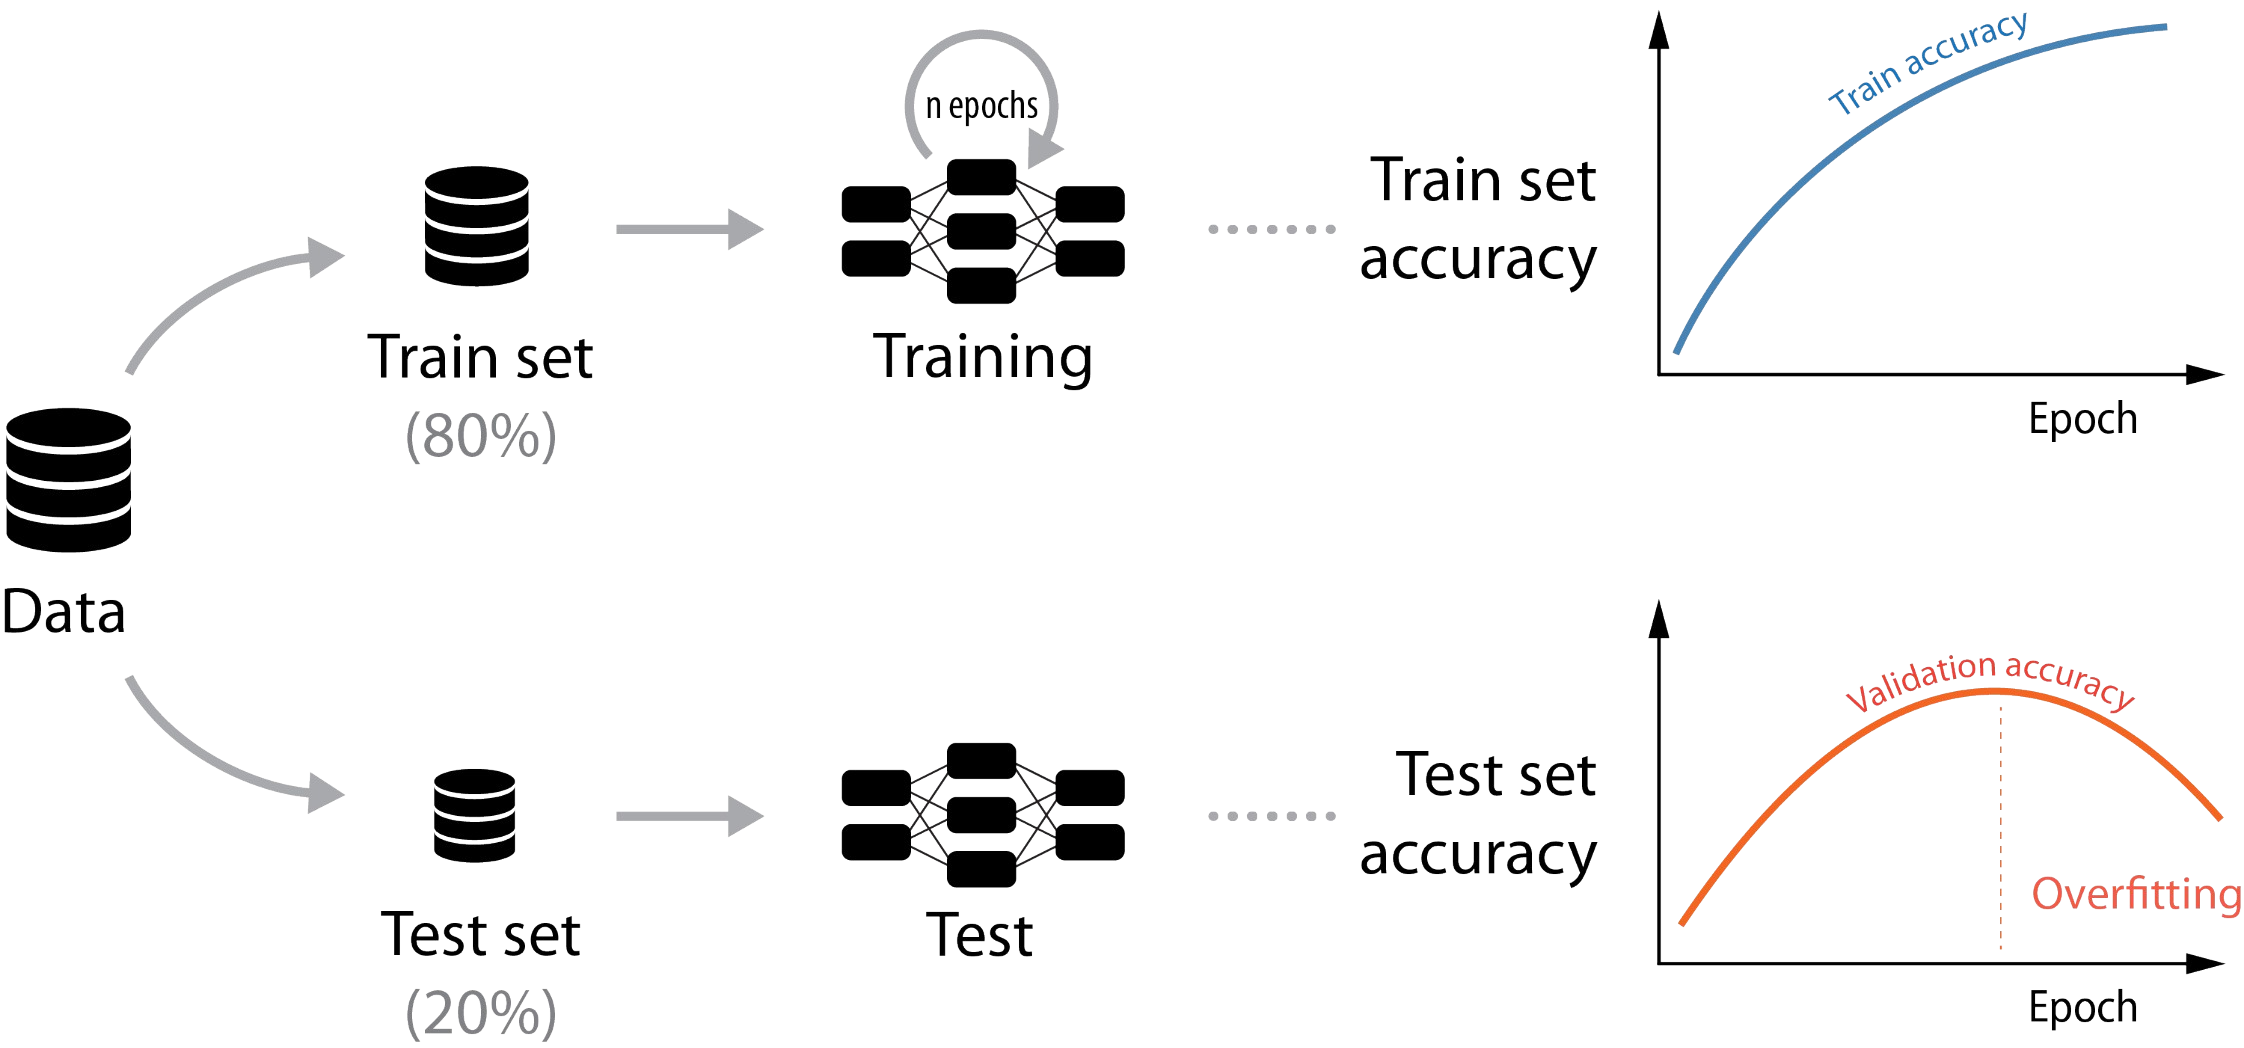 Data
Train set
(80%)
n epochs
Training
Train set
accuracy
Train accuracy
Epoch
Test set
(20%)
Test
Test set
accuracy
Validation accuracy
Overfitting
Epoch